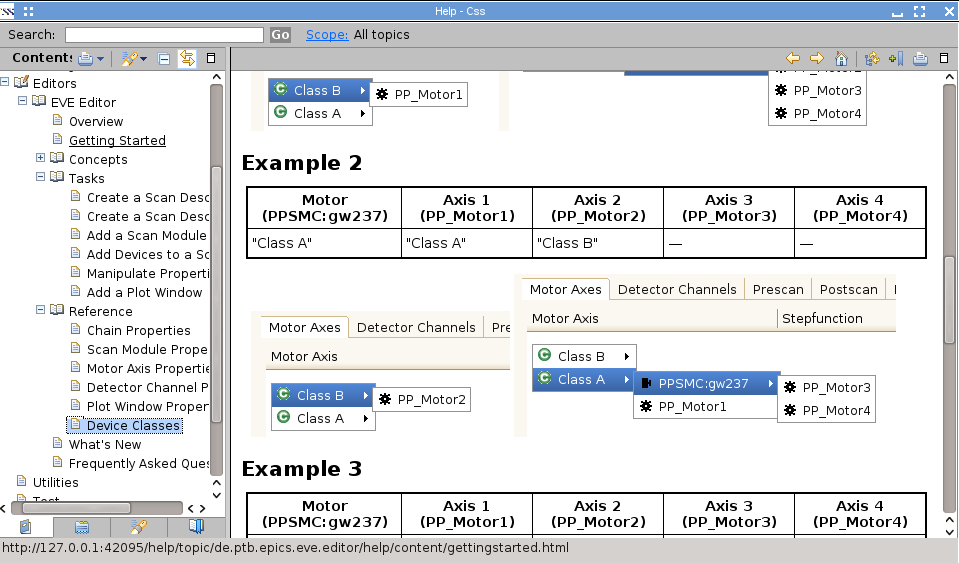 Help - Css
Search:
Go
Scope: All topics
Contents
Editors
EVE Editor
Overview
Getting Started
Concepts
Tasks
Create a Scan Desc
Create a Scan Desc
Add a Scan Module
Add Devices to a Sc
Manipulate Properti
Add a Plot Window
Reference
Chain Properties
Scan Module Prope
Motor Axis Propertie
Detector Channel P
Plot Window Proper
Device Classes
What's New
Frequently Asked Ques
Utilities
Class B PP_Motor1
Class A
PP_Motor3
PP_Motor4
Example 2
Motor (PPSMC:gw237) Axis 1 (PP_Motor1) Axis 2 (PP_Motor2) Axis 3 (PP_Motor3) Axis 4 (PP_Motor4)
"Class A" "Class A" "Class B" — —
Motor Axes Detector Channels Pre
Motor Axis
Class B PP_Motor2
Class A
Motor Axes Detector Channels Prescan Postscan
Motor Axis Stepfunction
Class B
Class A PPSMC:gw237 PP_Motor3
PP_Motor1 PP_Motor4
Example 3
Motor (PPSMC:gw237) Axis 1 (PP_Motor1) Axis 2 (PP_Motor2) Axis 3 (PP_Motor3) Axis 4 (PP_Motor4)
http://127.0.0.1:42095/help/topic/de.ptb.epics.eve.editor/help/content/gettingstarted.html